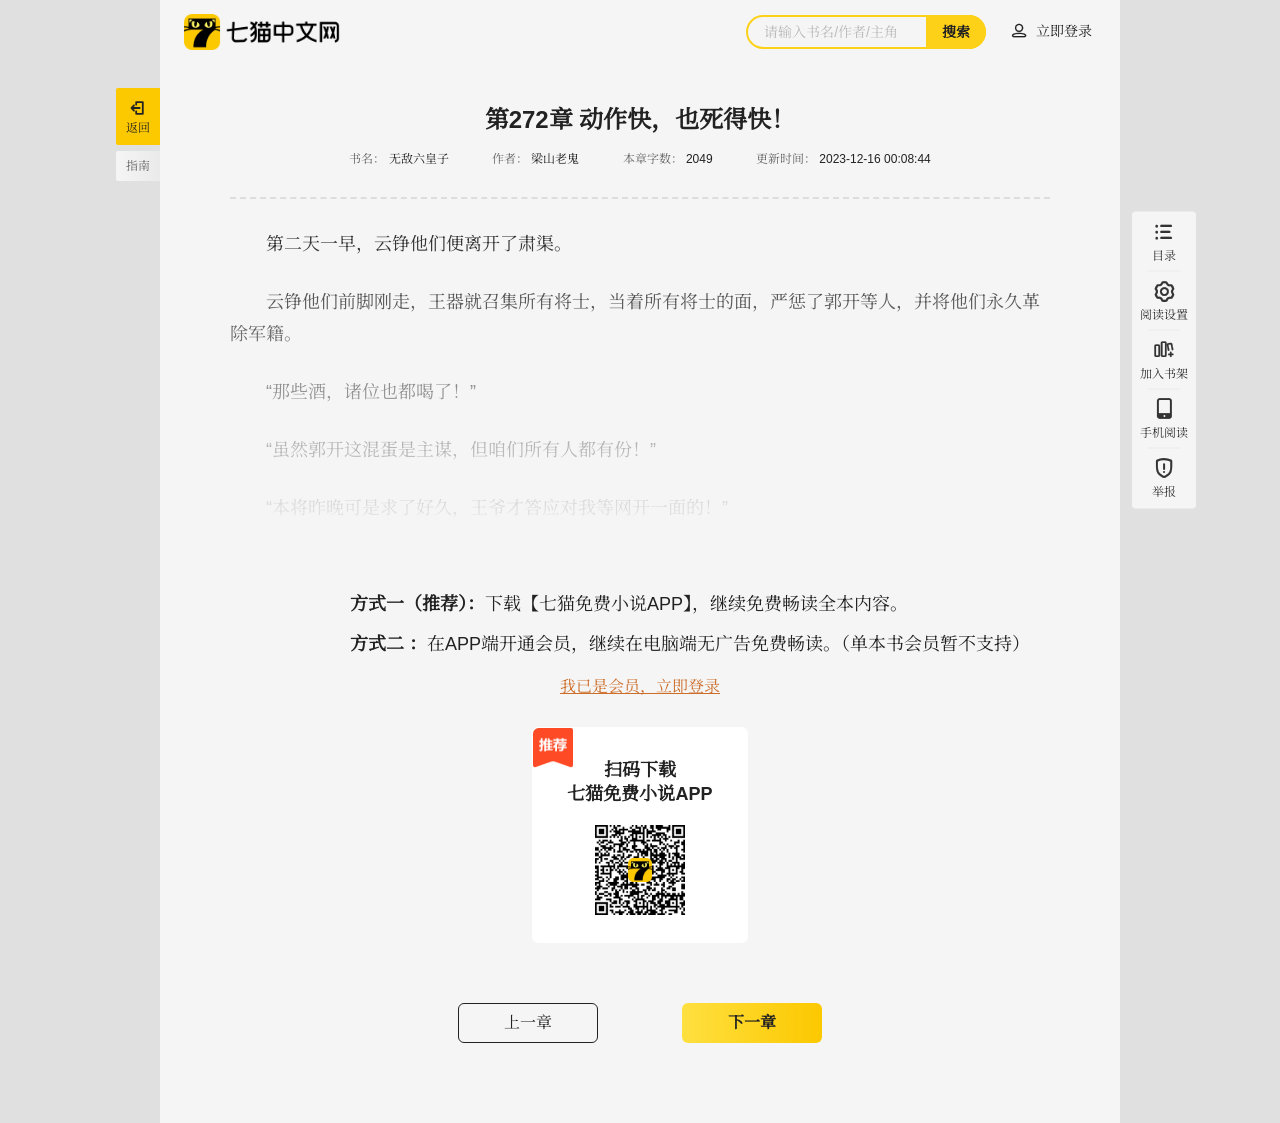 七猫中文网
请输入书名/作者/主角
搜索
立即登录
返回
指南
第272章 动作快，也死得快！
书名： 无敌六皇子 作者： 梁山老鬼 本章字数： 2049 更新时间： 2023-12-16 00:08:44
第二天一早，云铮他们便离开了肃渠。
云铮他们前脚刚走，王器就召集所有将士，当着所有将士的面，严惩了郭开等人，并将他们永久革
除军籍。
“那些酒，诸位也都喝了！”
“虽然郭开这混蛋是主谋，但咱们所有人都有份！”
“本将昨晚可是求了好久，王爷才答应对我等网开一面的！”
目录
阅读设置
加入书架
手机阅读
举报
方式一（推荐）：下载【七猫免费小说APP】，继续免费畅读全本内容。
方式二 ：在APP端开通会员，继续在电脑端无广告免费畅读。（单本书会员暂不支持）
我已是会员，立即登录
推荐
扫码下载
七猫免费小说APP
上一章
下一章